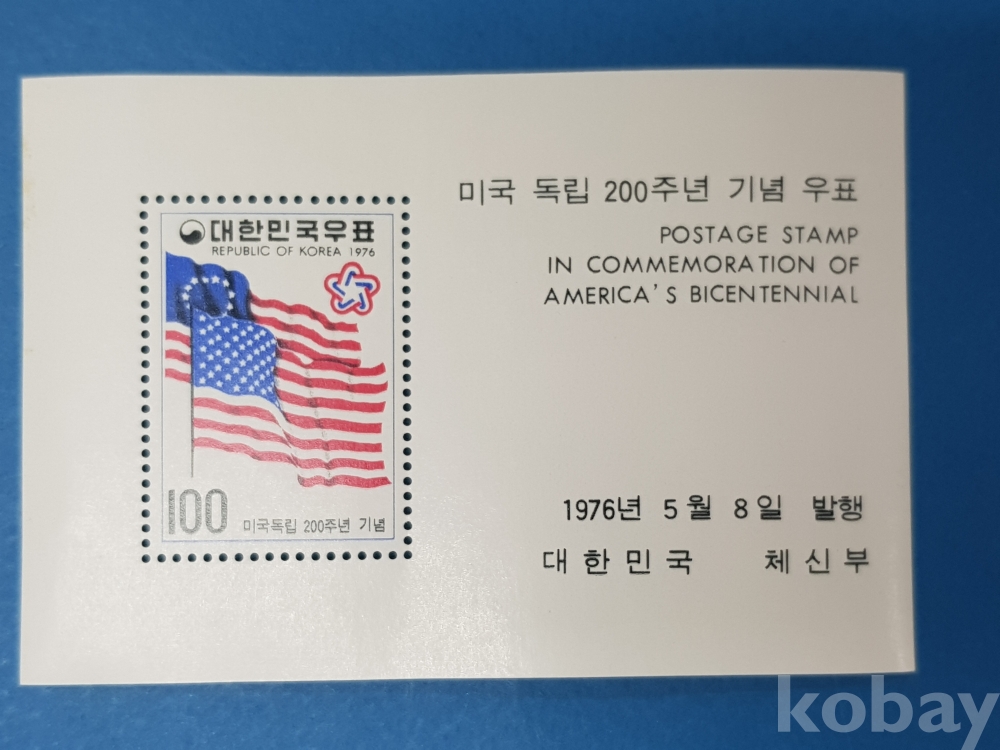 대한민국우표
REPUBLIC OF KOREA 1976
100
미국독립 200주년 기념
미국 독립 200주년 기념 우표
POSTAGE STAMP
IN COMMEMORATION OF
AMERICA'S BICENTENNIAL
1976년 5월 8일 발행
대한민국 체신부
kobay